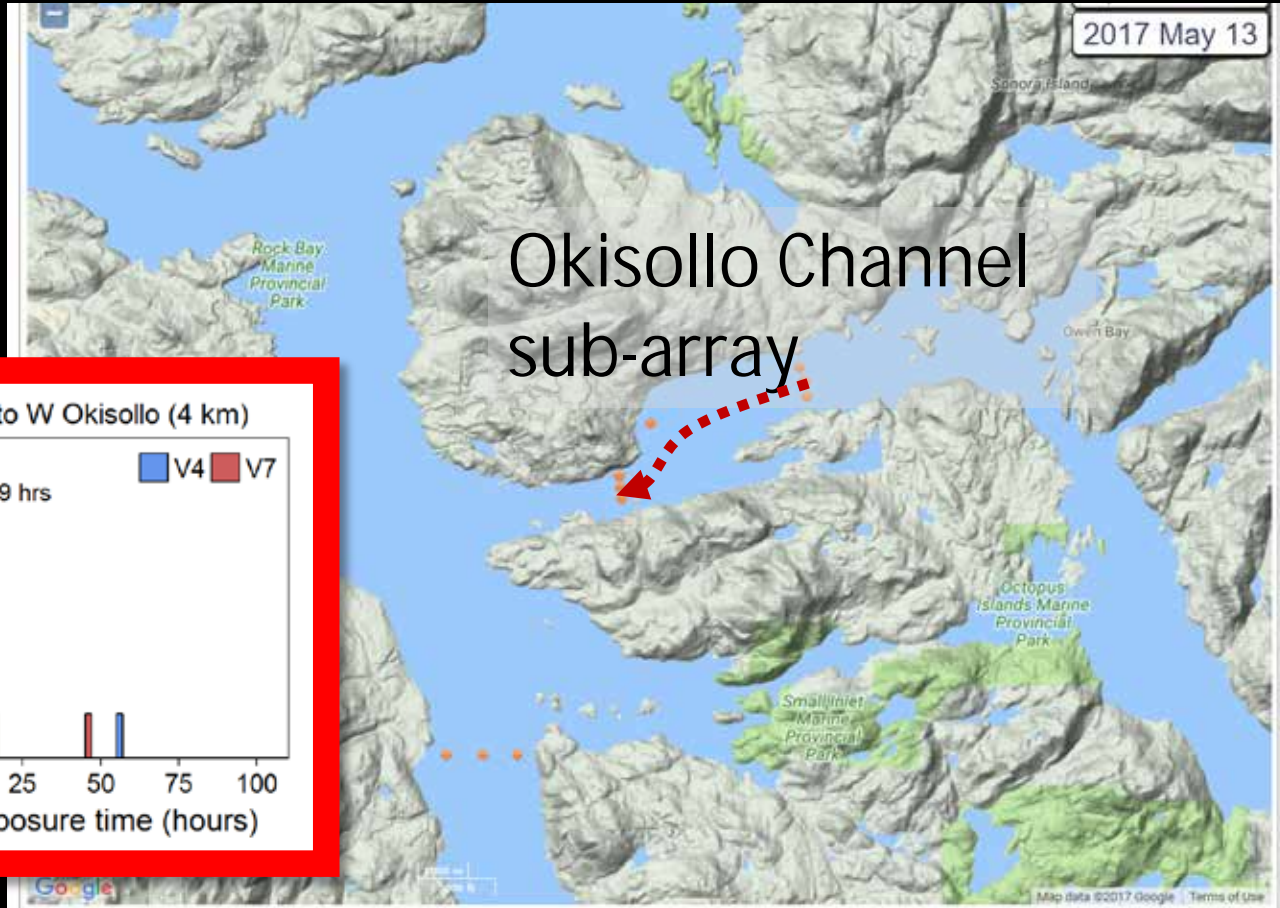 2017 May 13
Sonora Island
Okisollo Channel
sub-array
Rock Bay
Marine
Provincial
Park
Owen Bay
to W Okisollo (4 km)
V4 V7
9 hrs
25 50 75 100
posure time (hours)
Octopus
Islands Marine
Provincial
Park
Small Inlet
Marine
Provincial
Park
Google
Map data ©2017 Google Terms of Use